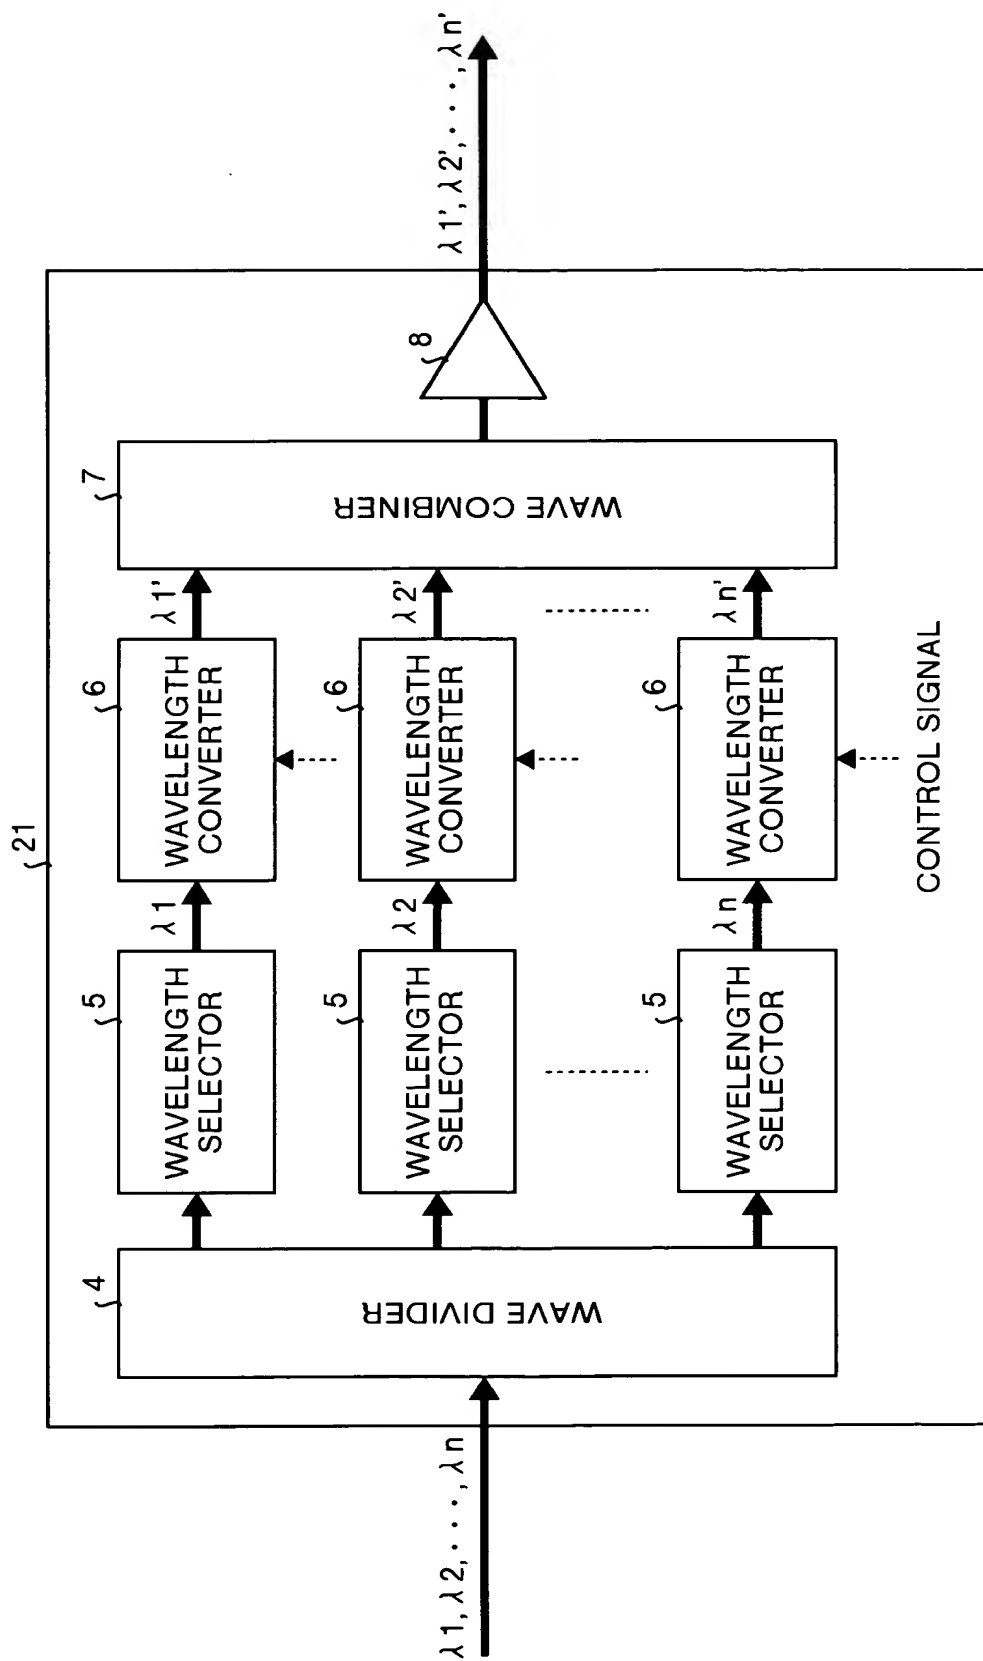 21
λ1, λ2, ・・・, λn
4
WAVE DIVIDER
5
WAVELENGTH
SELECTOR
λ1
6
WAVELENGTH
CONVERTER
λ1'
5
WAVELENGTH
SELECTOR
λ2
6
WAVELENGTH
CONVERTER
λ2'
5
WAVELENGTH
SELECTOR
λn
6
WAVELENGTH
CONVERTER
λn'
7
WAVE COMBINER
8
λ1', λ2', ・・・, λn'
CONTROL SIGNAL